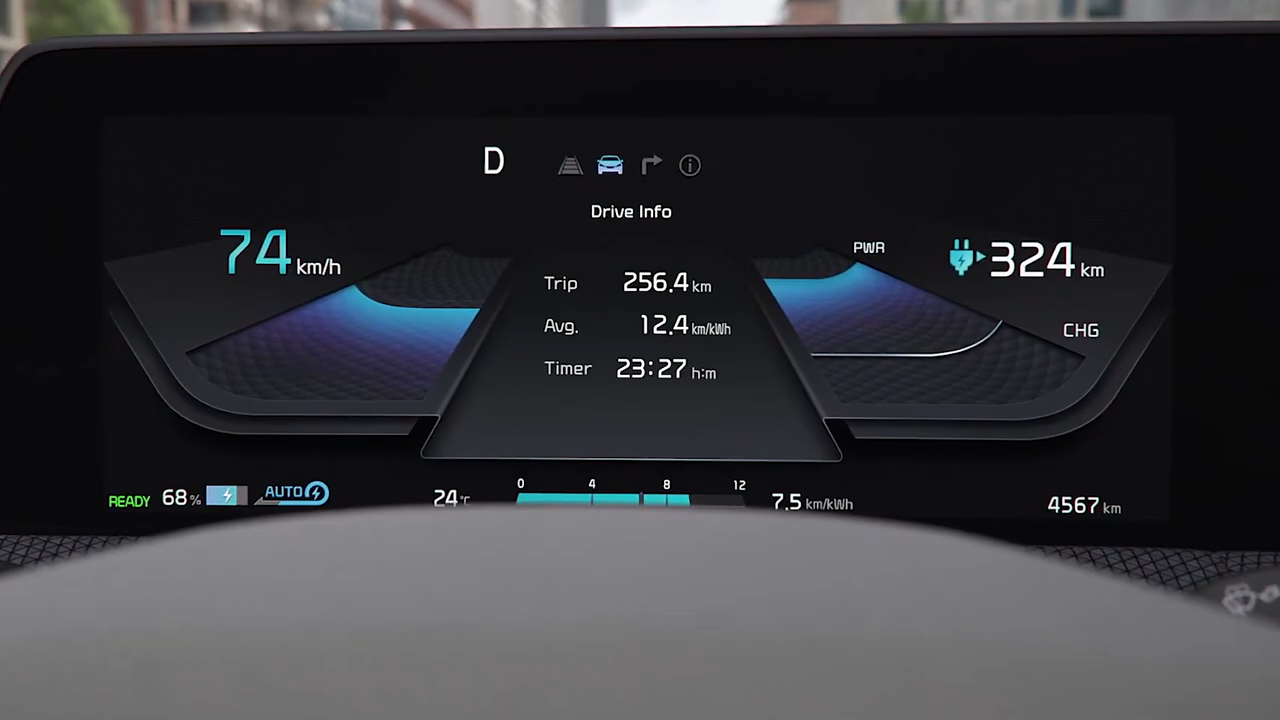 D
Drive Info
74 km/h
PWR
324 km
Trip 256.4 km
Avg. 12.4 km/kWh
CHG
Timer 23:27 h:m
0 4 8 12
READY 68% AUTO
24°C
7.5 km/kWh
4567 km